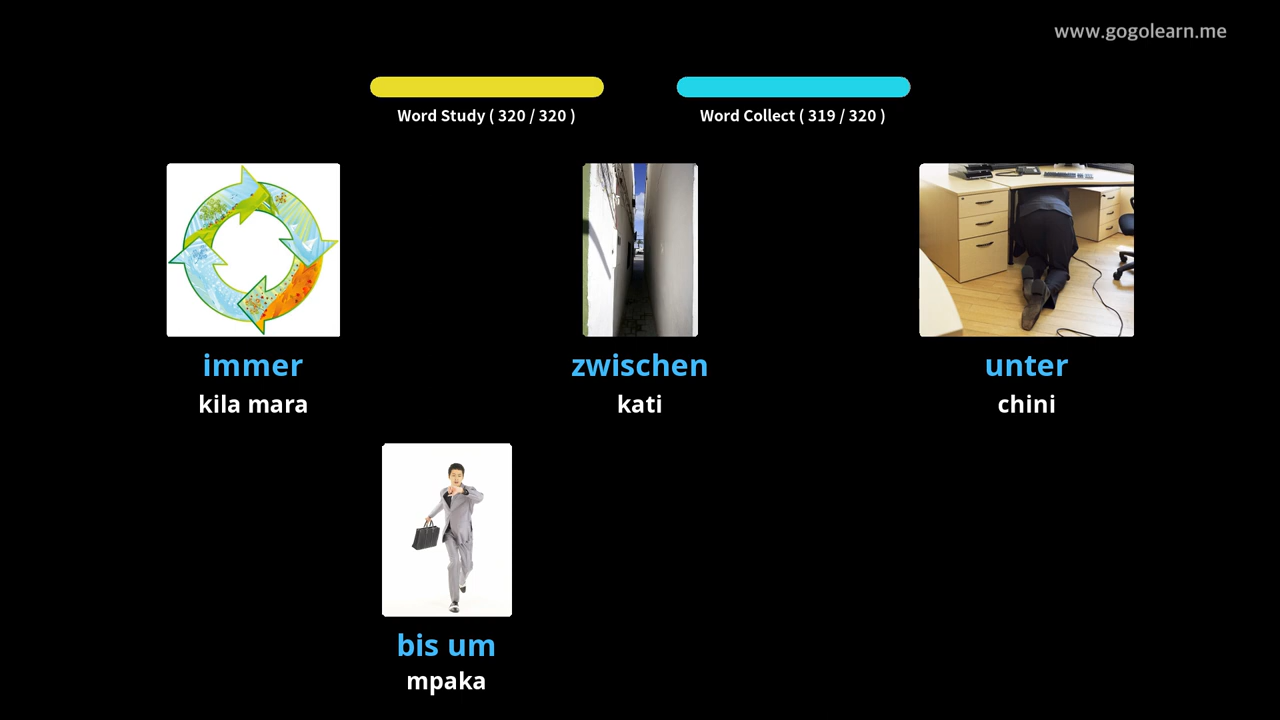 www.gogolearn.me
Word Study ( 320 / 320 )
Word Collect ( 319 / 320 )
immer
kila mara
zwischen
kati
unter
chini
bis um
mpaka